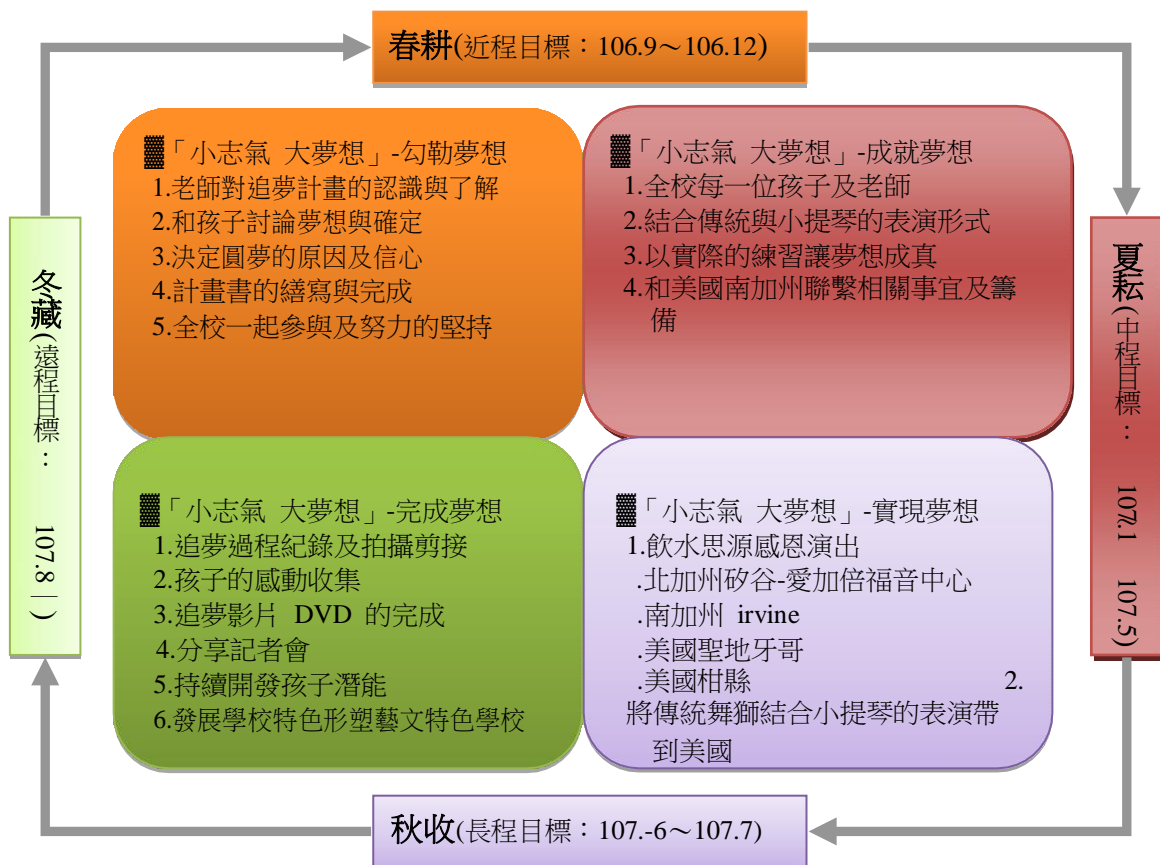 春耕(近程目標：106.9～106.12)
▓「小志氣 大夢想」-勾勒夢想
1.老師對追夢計畫的認識與了解
2.和孩子討論夢想與確定
3.決定圓夢的原因及信心
4.計畫書的繕寫與完成
5.全校一起參與及努力的堅持
▓「小志氣 大夢想」-成就夢想
1.全校每一位孩子及老師
2.結合傳統與小提琴的表演形式
3.以實際的練習讓夢想成真
4.和美國南加州聯繫相關事宜及籌
備
夏耘(中程目標： 107.1 107.5)
冬藏(遠程目標： 107.8｜)
▓「小志氣 大夢想」-完成夢想
1.追夢過程紀錄及拍攝剪接
2.孩子的感動收集
3.追夢影片 DVD 的完成
4.分享記者會
5.持續開發孩子潛能
6.發展學校特色形塑藝文特色學校
▓「小志氣 大夢想」-實現夢想
1.飲水思源感恩演出
.北加州矽谷-愛加倍福音中心
.南加州 irvine
.美國聖地牙哥
.美國柑縣 2.
將傳統舞獅結合小提琴的表演帶
到美國
秋收(長程目標：107.-6～107.7)